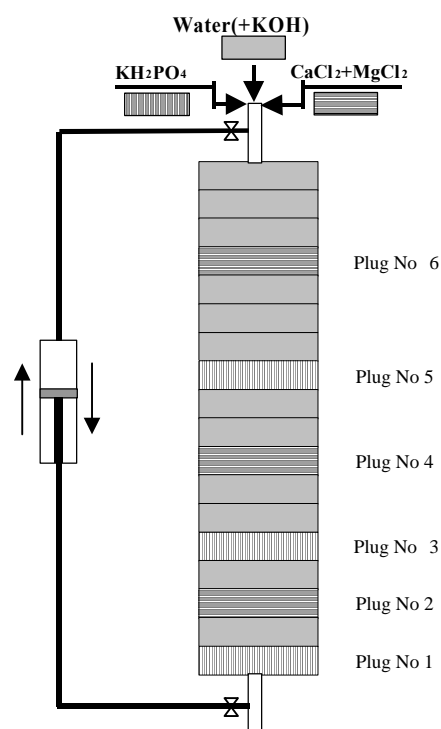 Water(+KOH)
KH₂PO₄
CaCl₂+MgCl₂
Plug No 6
Plug No 5
Plug No 4
Plug No 3
Plug No 2
Plug No 1